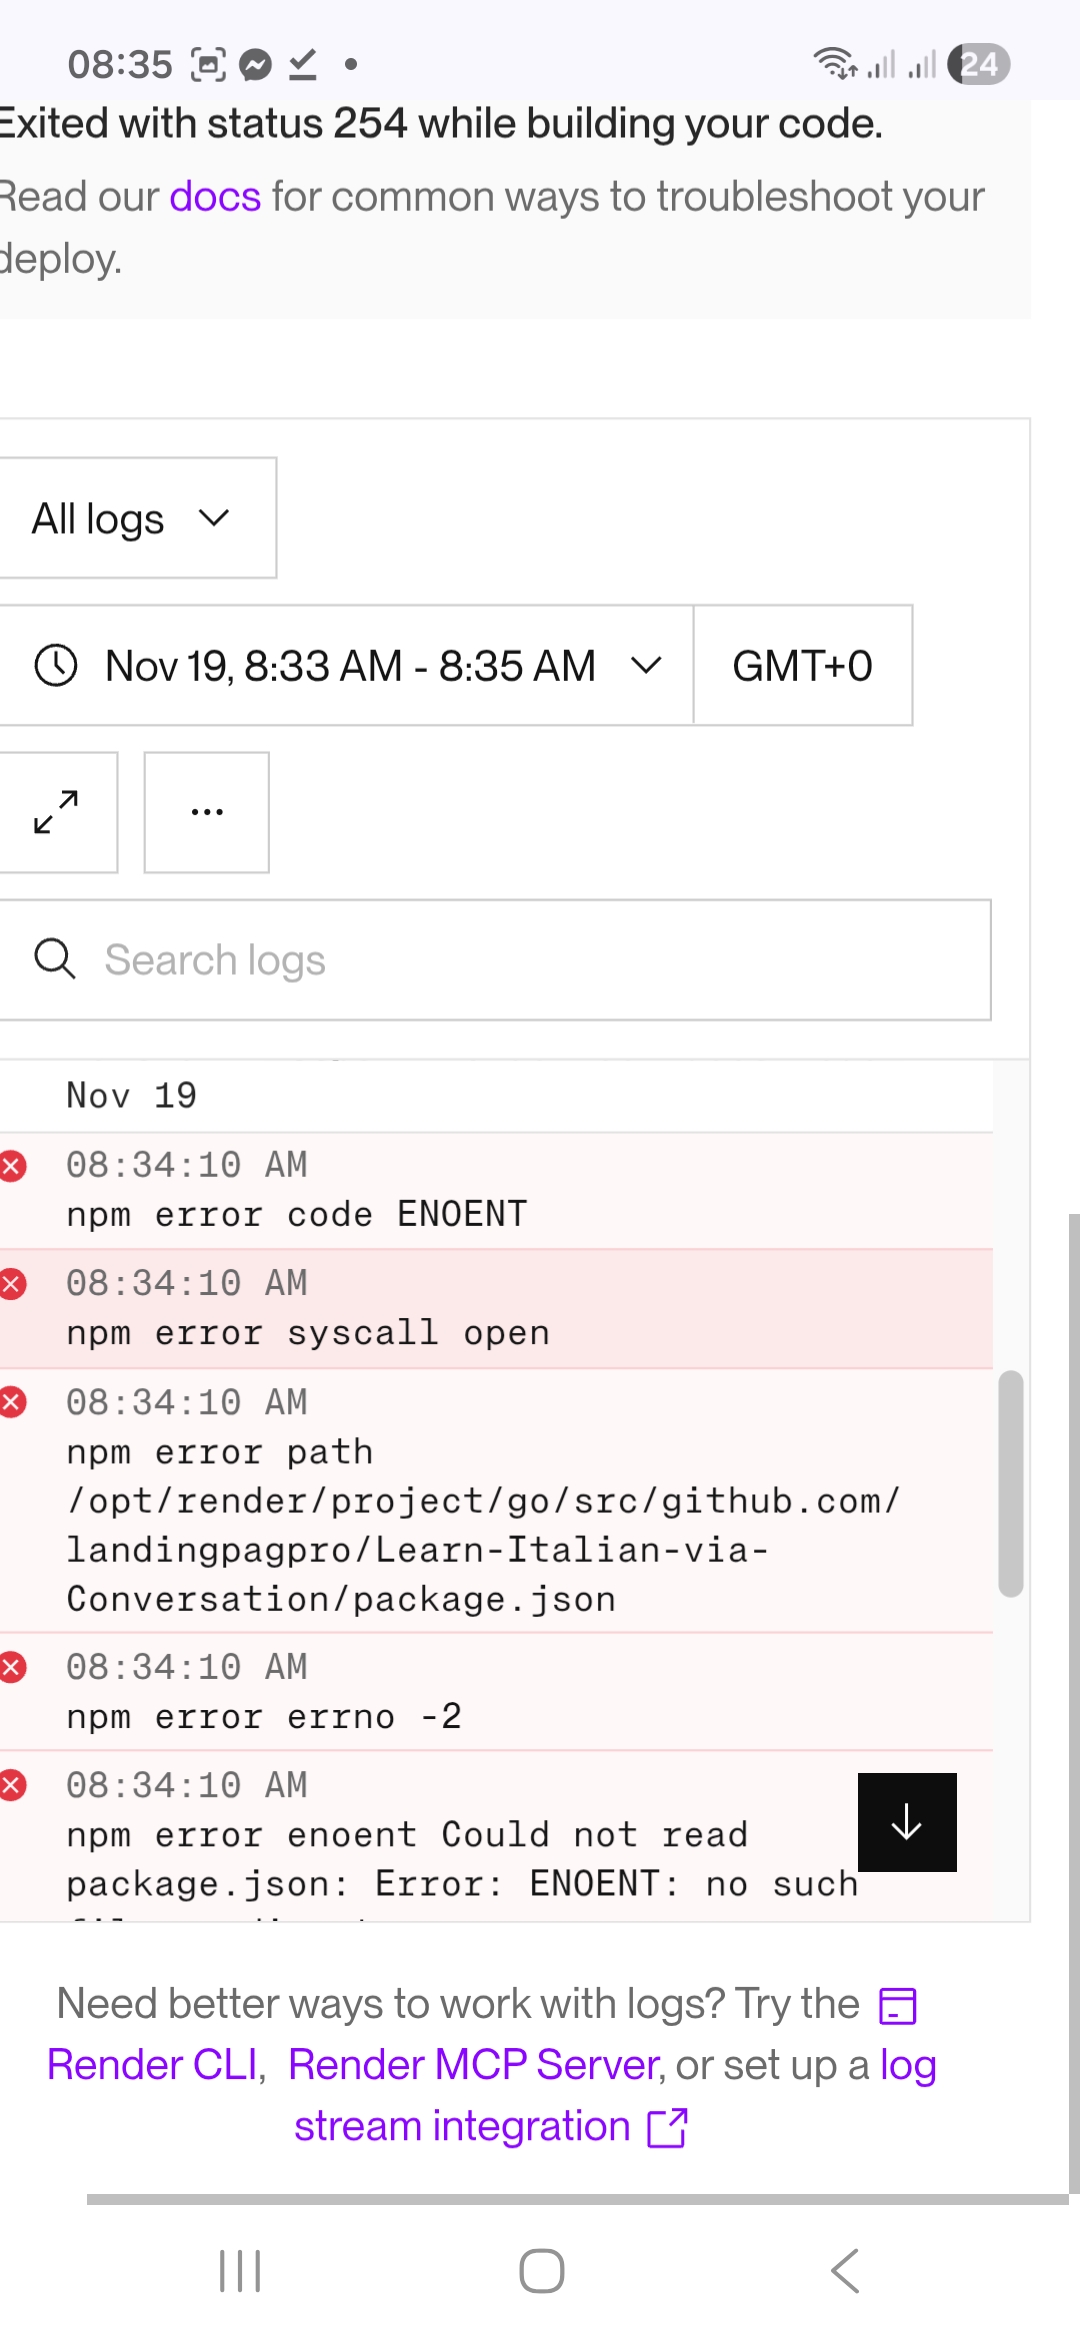 08:35
24
Exited with status 254 while building your code.
Read our docs for common ways to troubleshoot your
deploy.
All logs
Nov 19, 8:33 AM - 8:35 AM
GMT+0
...
Search logs
Nov 19
08:34:10 AM
npm error code ENOENT
08:34:10 AM
npm error syscall open
08:34:10 AM
npm error path
/opt/render/project/go/src/github.com/
landingpagpro/Learn-Italian-via-
Conversation/package.json
08:34:10 AM
npm error errno -2
08:34:10 AM
npm error enoent Could not read
package.json: Error: ENOENT: no such
Need better ways to work with logs? Try the
Render CLI, Render MCP Server, or set up a log
stream integration